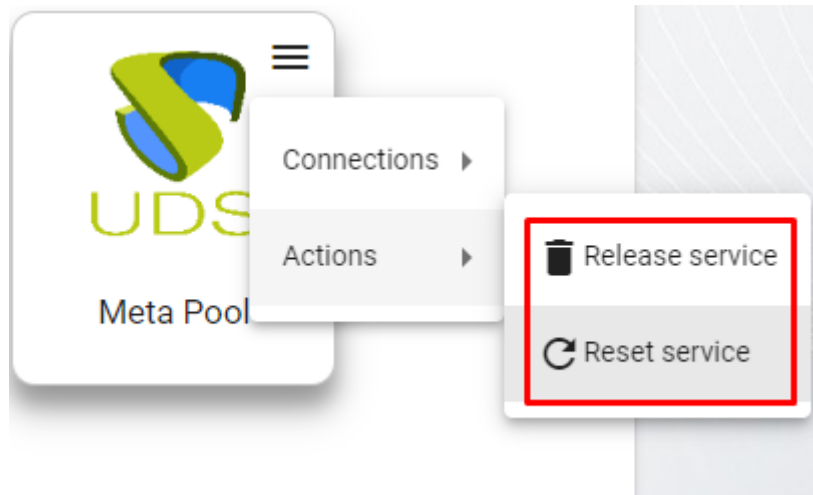 UDS
Connections
Actions
Meta Pool
Release service
Reset service